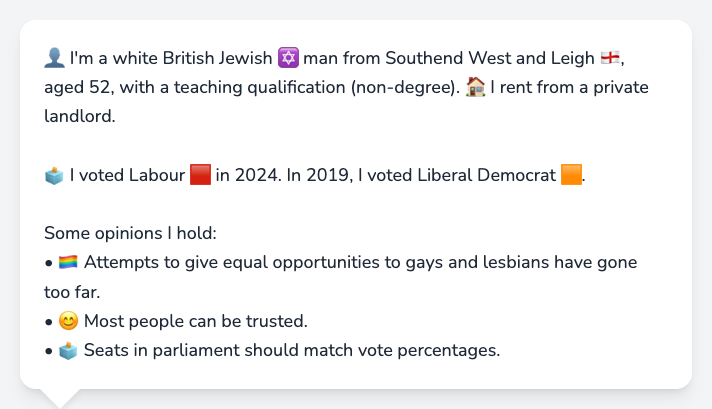 👤 I'm a white British Jewish ✡️ man from Southend West and Leigh 🏴󠁧󠁢󠁥󠁮󠁧󠁿,
aged 52, with a teaching qualification (non-degree). 🏠 I rent from a private
landlord.
🗳️ I voted Labour 🟥 in 2024. In 2019, I voted Liberal Democrat 🟧.
Some opinions I hold:
• 🏳️‍🌈 Attempts to give equal opportunities to gays and lesbians have gone
too far.
• 😊 Most people can be trusted.
• 🗳️ Seats in parliament should match vote percentages.